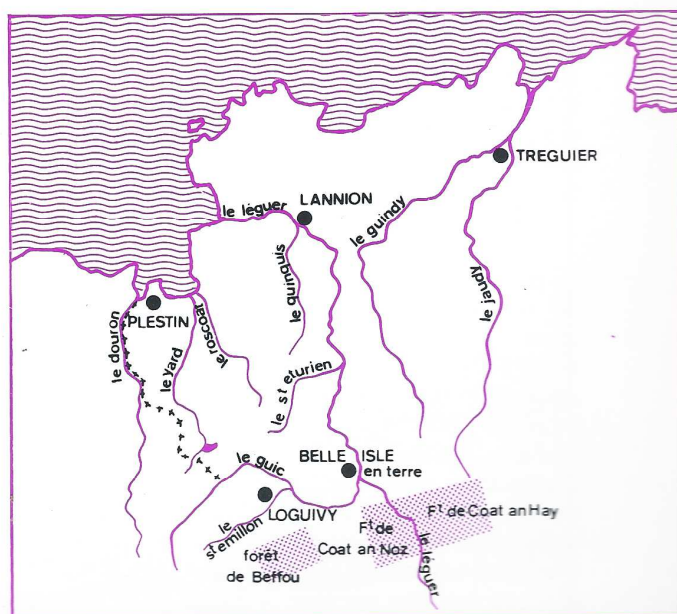 TREGUIER
LANNION
le léguer
le guindy
le quinquis
le jaudy
PLESTIN
le douron
le yard
le roscoat
le st eturien
le guic
BELLE ISLE
en terre
LOGUIVY
le
st emillon
forêt
de Beffou
Ft de
Coat an Noz
Ft de Coat an Hay
le léguer